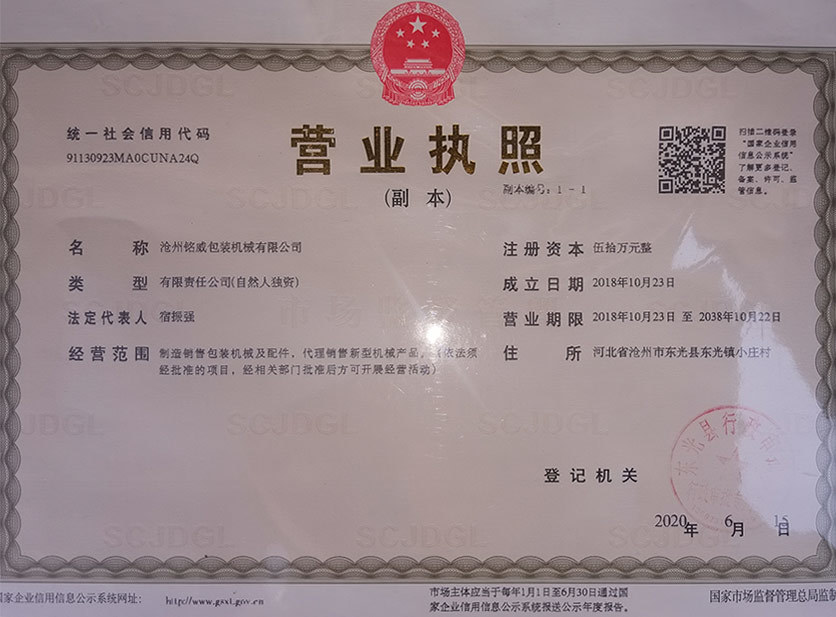 统一社会信用代码
91130923MA0CUNA24Q
营业执照
(副 本)
副本编号：1 - 1
扫描二维码登录
“国家企业信用
信息公示系统”
了解更多登记、
备案、许可、监
管信息。
名 称 沧州铭威包装机械有限公司
类 型 有限责任公司(自然人独资)
法定代表人 宿振强
经营范围 制造销售包装机械及配件，代理销售新型机械产品。依法须
经批准的项目，经相关部门批准后方可开展经营活动）
注册资本 伍拾万元整
成立日期 2018年10月23日
营业期限 2018年10月23日 至 2038年10月22日
住 所 河北省沧州市东光县东光镇小庄村
东光县行政审
登记机关
2020年 6月 15日
家企业信用信息公示系统网址： http://www.gsxt.gov.cn
市场主体应当于每年1月1日至6月30日通过国
家企业信用信息公示系统报送公示年度报告。
国家市场监督管理总局监制
SCJDGL